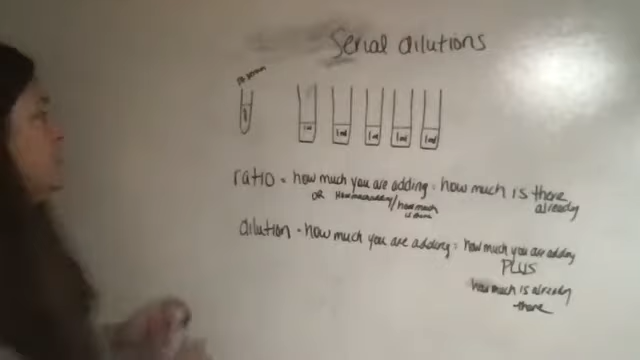 Serial dilutions
1ml 1ml 1ml 1ml 1ml
ratio = how much you are adding : how much is there already
OR how much adding / how much is there
dilution = how much you are adding : how much you are adding
PLUS
how much is already
there